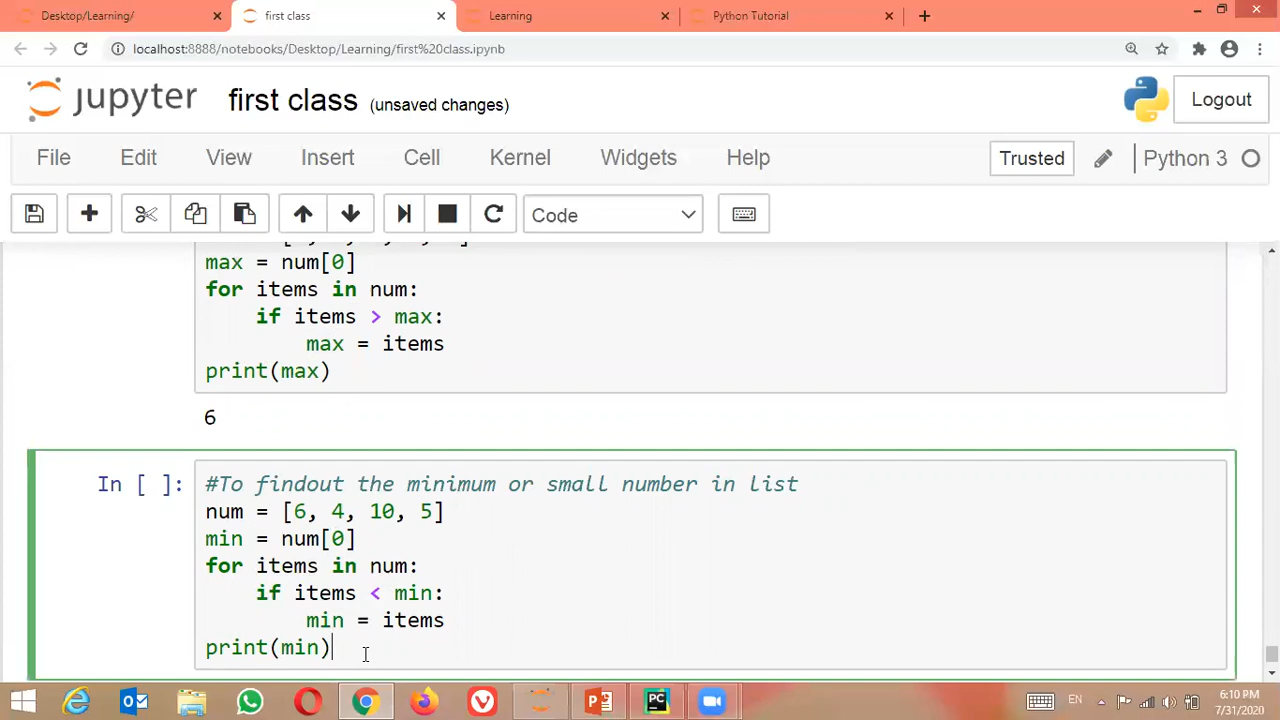 Desktop/Learning/
first class
Learning
Python Tutorial
localhost:8888/notebooks/Desktop/Learning/first%20class.ipynb
jupyter first class (unsaved changes)
Logout
File Edit View Insert Cell Kernel Widgets Help
Trusted
Python 3
Code
max = num[0]
for items in num:
if items > max:
max = items
print(max)
6
In [ ]:
#To findout the minimum or small number in list
num = [6, 4, 10, 5]
min = num[0]
for items in num:
if items < min:
min = items
print(min)
EN
6:10 PM
7/31/2020